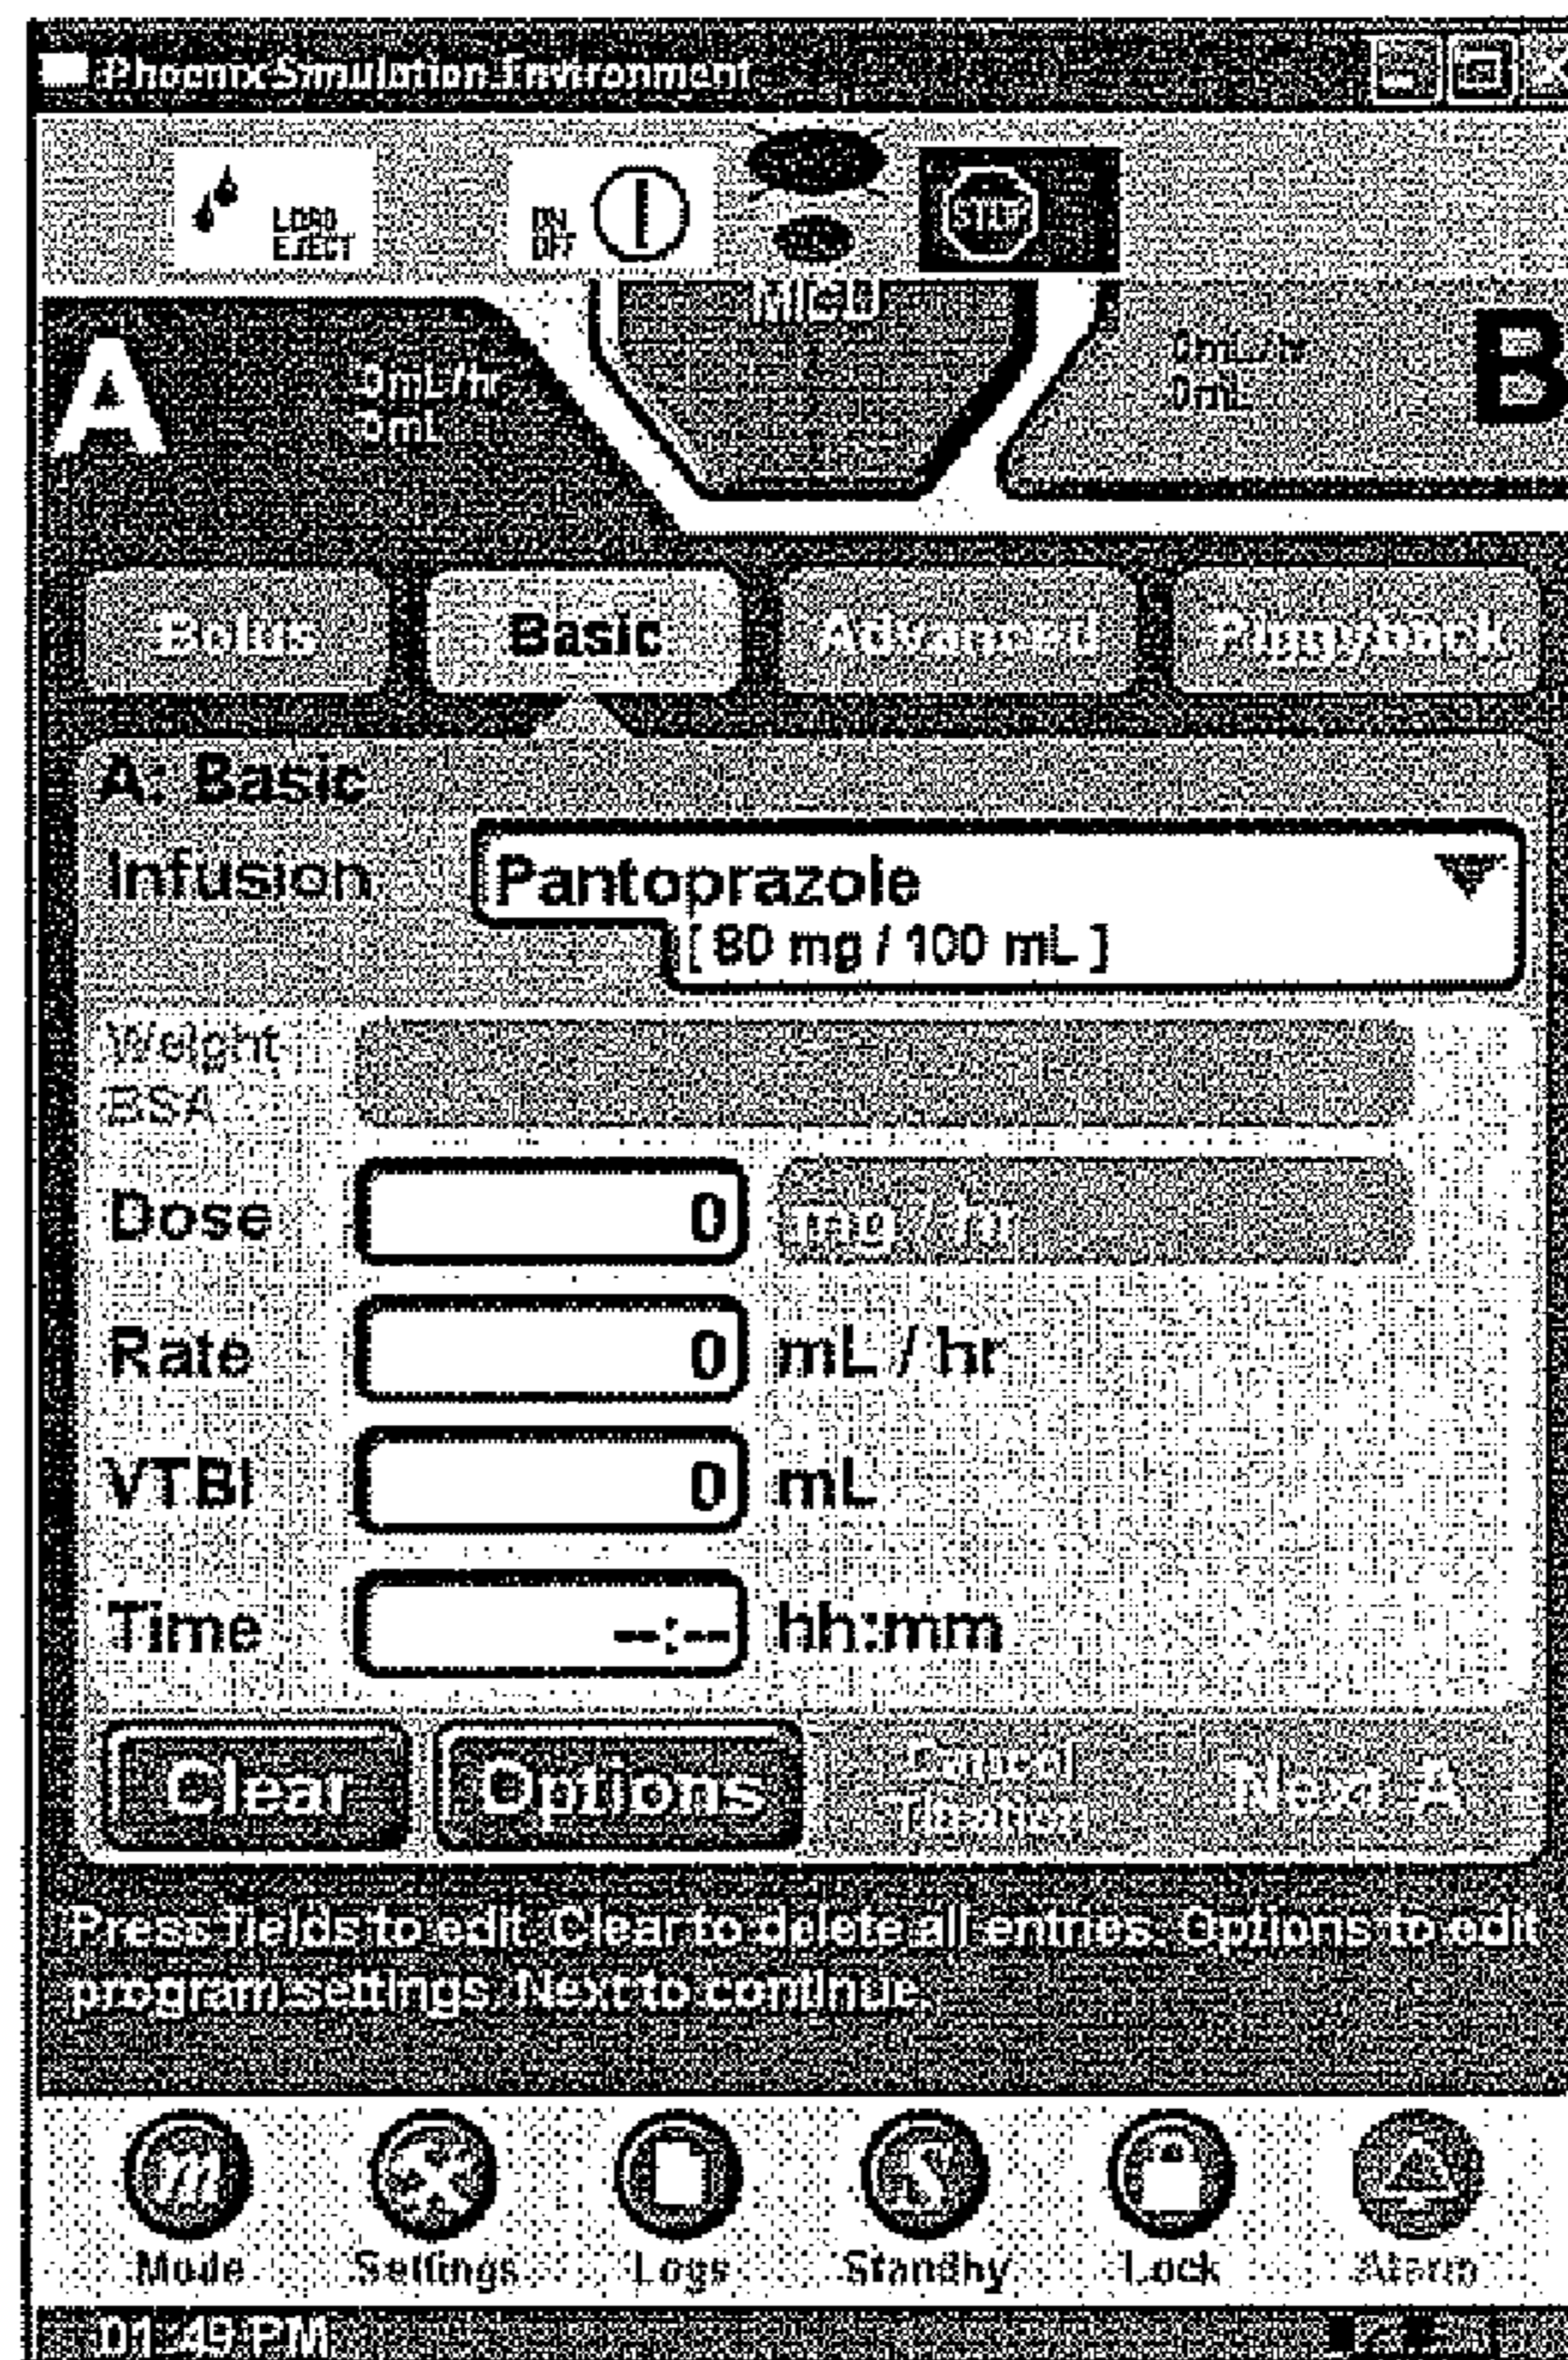 Phoenix Simulation Environment
LOAD
EJECT
ON
OFF
STOP
MICU
A
0mL/hr
0mL
0mL/hr
0mL
B
Bolus
Basic
Advanced
Piggyback
A: Basic
Infusion
Pantoprazole
[ 80 mg / 100 mL ]
Weight
BSA
Dose
0
mg / hr
Rate
0
mL / hr
VTBI
0
mL
Time
--:--
hh:mm
Clear
Options
Cancel
Titration
Next A
Press fields to edit. Clear to delete all entries. Options to edit
program settings. Next to continue.
Mode
Settings
Logs
Standby
Lock
Alarm
01:49 PM